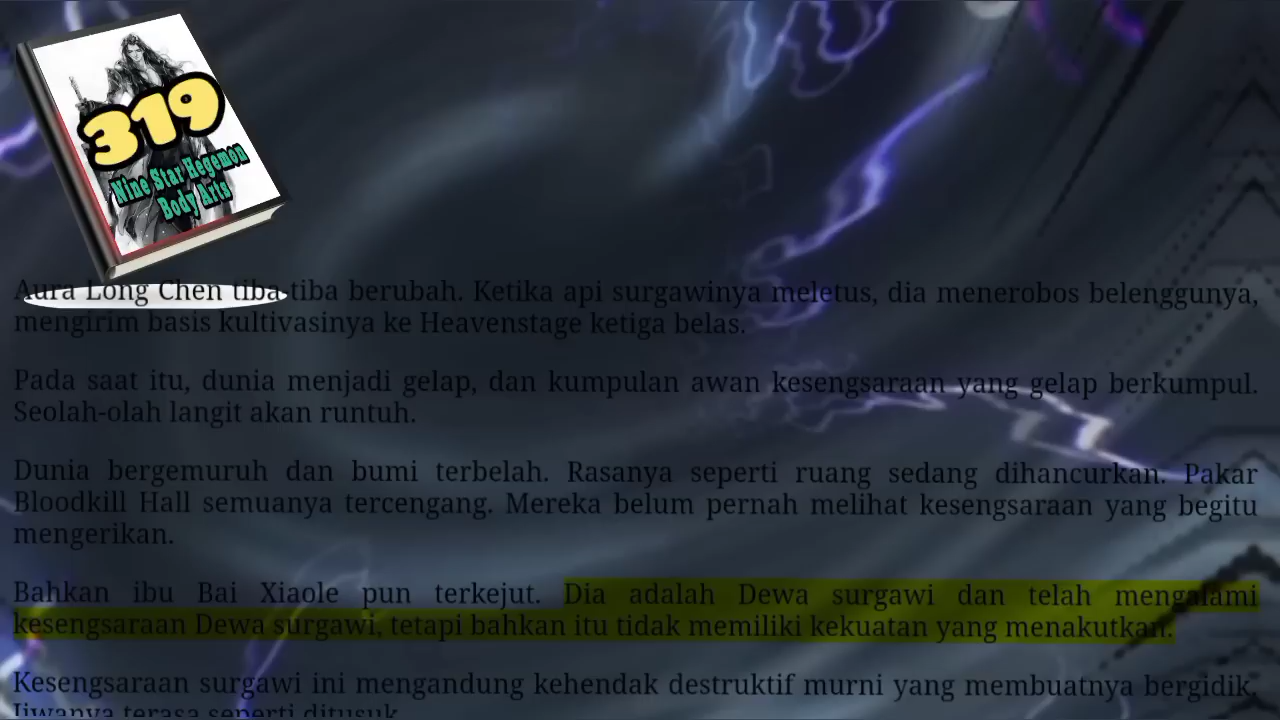 319
Nine Star Hegemon
Body Arts
Aura Long Chen tiba-tiba berubah. Ketika api surgawinya meletus, dia menerobos belenggunya,
mengirim basis kultivasinya ke Heavenstage ketiga belas.
Pada saat itu, dunia menjadi gelap, dan kumpulan awan kesengsaraan yang gelap berkumpul.
Seolah-olah langit akan runtuh.
Dunia bergemuruh dan bumi terbelah. Rasanya seperti ruang sedang dihancurkan. Pakar
Bloodkill Hall semuanya tercengang. Mereka belum pernah melihat kesengsaraan yang begitu
mengerikan.
Bahkan ibu Bai Xiaole pun terkejut. Dia adalah Dewa surgawi dan telah mengalami
kesengsaraan Dewa surgawi, tetapi bahkan itu tidak memiliki kekuatan yang menakutkan.
Kesengsaraan surgawi ini mengandung kehendak destruktif murni yang membuatnya bergidik.
Jiwanya terasa seperti ditusuk.